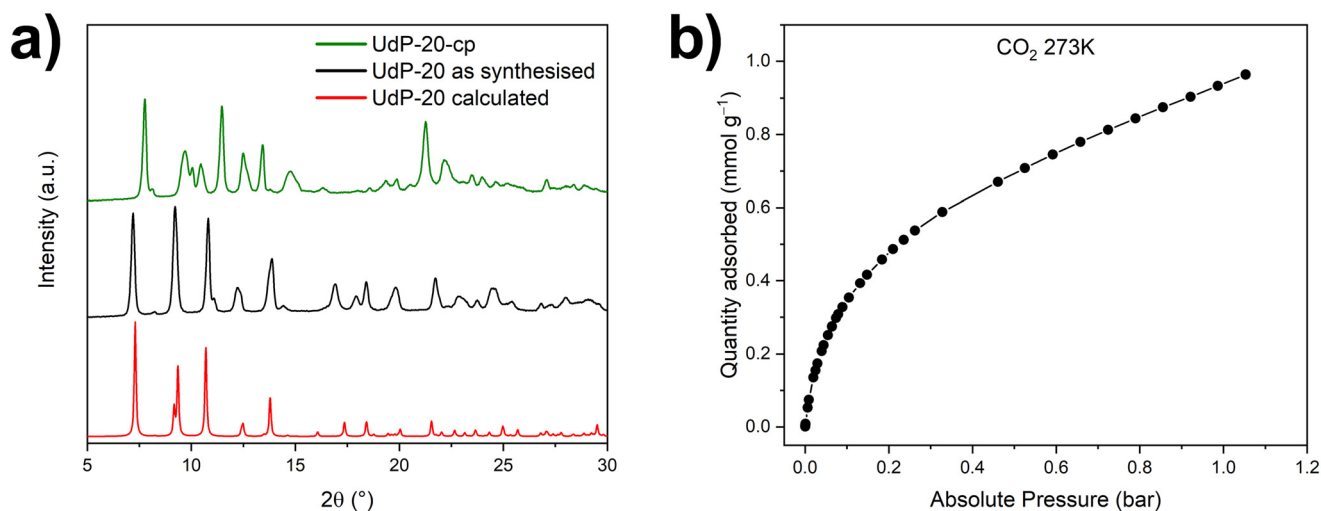 a)
UdP-20-cp
UdP-20 as synthesised
UdP-20 calculated
Intensity (a.u.)
5 10 15 20 25 30
2θ (°)
b)
CO₂ 273K
1.0
0.8
0.6
0.4
0.2
0.0
Quantity adsorbed (mmol g⁻¹)
0.0 0.2 0.4 0.6 0.8 1.0 1.2
Absolute Pressure (bar)